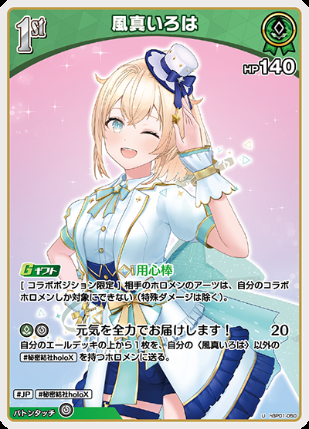 1st
風真いろは
HP140
Gギフト 用心棒
[コラボポジション限定]相手のホロメンのアーツは、自分のコラボ
ホロメンしか対象にできない(特殊ダメージは除く)。
元気を全力でお届けします! 20
自分のエールデッキの上から1枚を、自分の〈風真いろは〉以外の
#秘密結社holoX を持つホロメンに送る。
#JP #秘密結社holoX
バトンタッチ
U hBP01-050